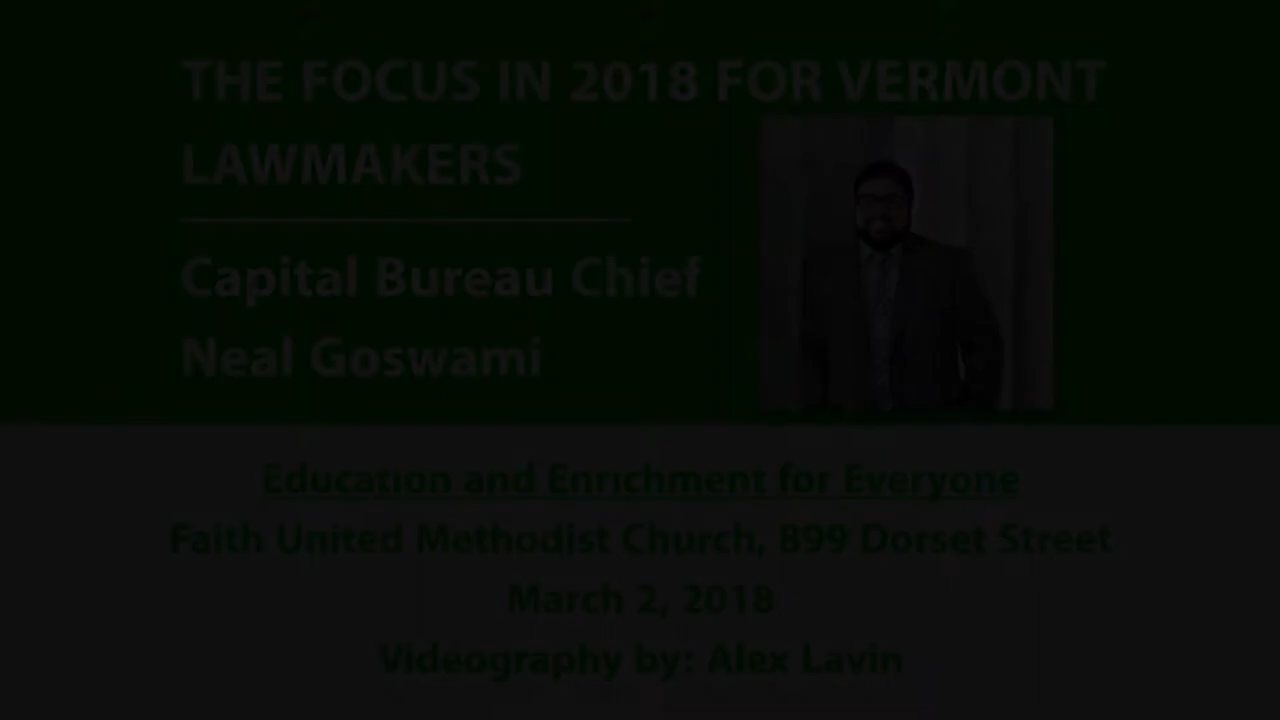 THE FOCUS IN 2018 FOR VERMONT
LAWMAKERS
Capital Bureau Chief
Neal Goswami
Education and Enrichment for Everyone
Faith United Methodist Church, 899 Dorset Street
March 2, 2018
Videography by: Alex Lavin